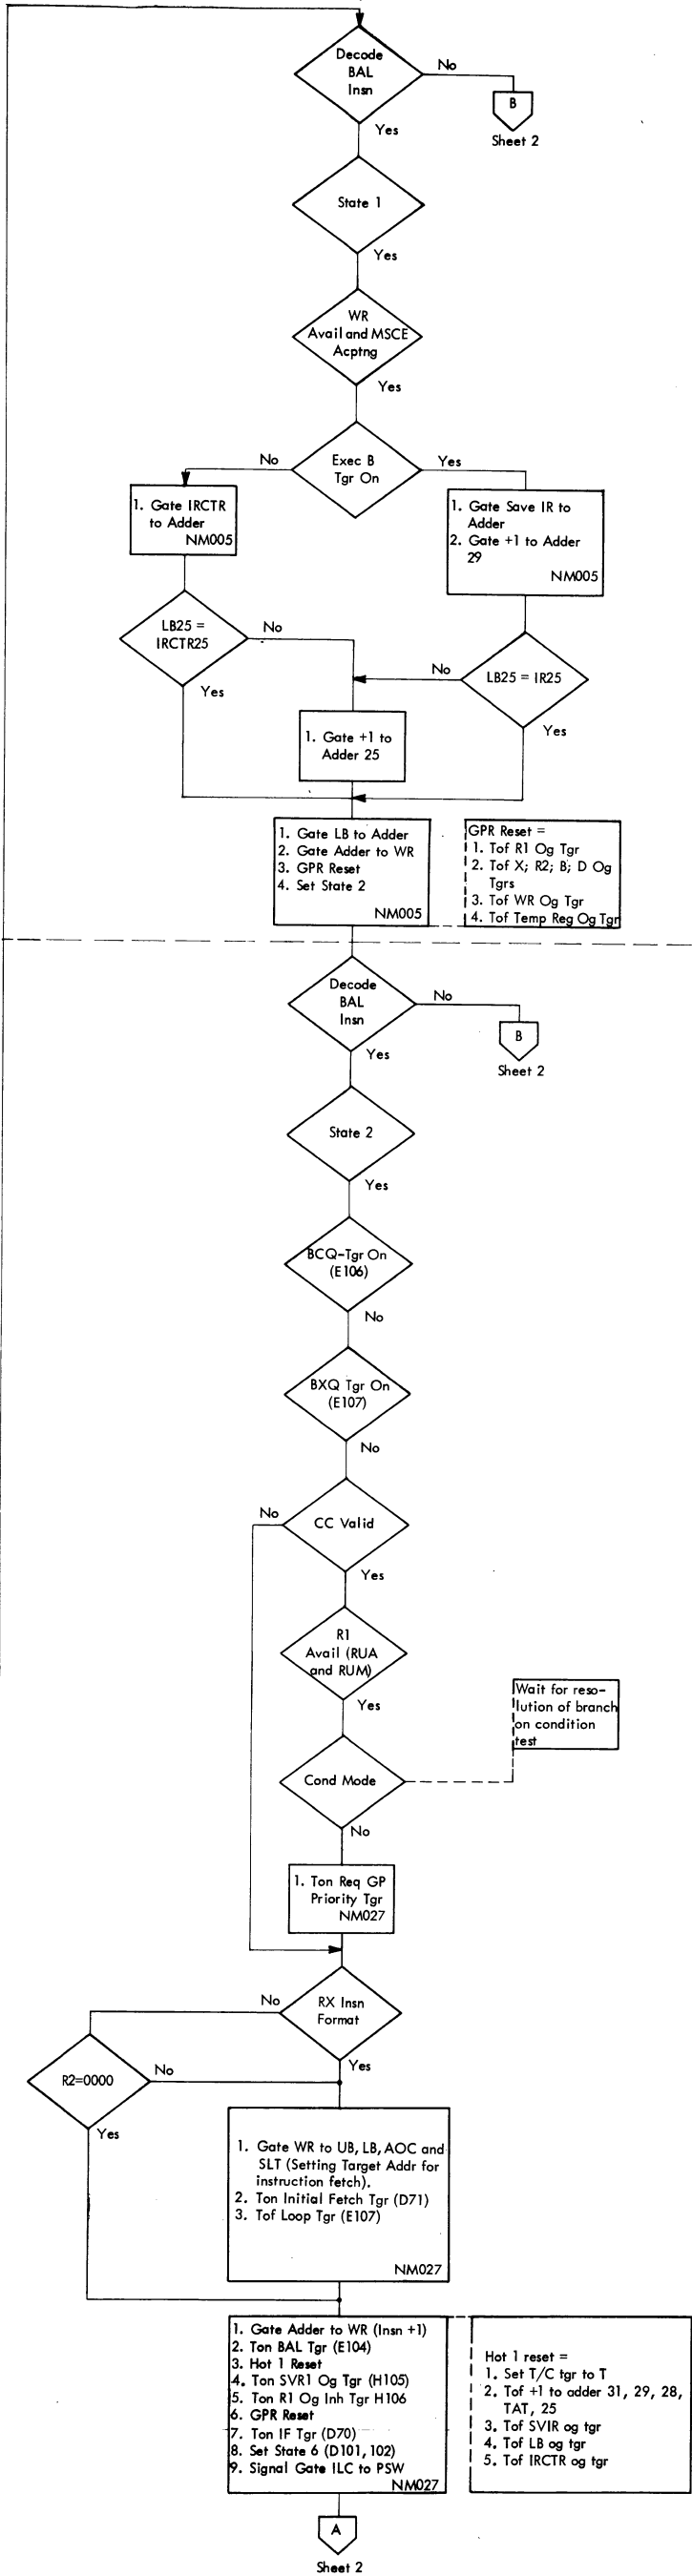 Decode
BAL
Insn
No
B
Sheet 2
Yes
State 1
Yes
WR
Avail and MSCE
Acptng
Yes
Exec B
Tgr On
No
Yes
1. Gate IRCTR
to Adder
NM005
1. Gate Save IR to
Adder
2. Gate +1 to Adder
29
NM005
LB25 =
IRCTR25
No
Yes
LB25 = IR25
No
Yes
1. Gate +1 to
Adder 25
1. Gate LB to Adder
2. Gate Adder to WR
3. GPR Reset
4. Set State 2
NM005
GPR Reset =
1. Tof R1 Og Tgr
2. Tof X; R2; B; D Og
Tgrs
3. Tof WR Og Tgr
4. Tof Temp Reg Og Tgr
Decode
BAL
Insn
No
B
Sheet 2
Yes
State 2
Yes
BCQ-Tgr On
(E106)
No
BXQ Tgr On
(E107)
No
CC Valid
No
Yes
R1
Avail (RUA
and RUM)
Yes
Wait for reso-
lution of branch
on condition
test
Cond Mode
No
1. Ton Req GP
Priority Tgr
NM027
RX Insn
Format
No
Yes
R2=0000
No
Yes
1. Gate WR to UB, LB, AOC and
SLT (Setting Target Addr for
instruction fetch).
2. Ton Initial Fetch Tgr (D71)
3. Tof Loop Tgr (E107)
NM027
1. Gate Adder to WR (Insn +1)
2. Ton BAL Tgr (E104)
3. Hot 1 Reset
4. Ton SVR1 Og Tgr (H105)
5. Ton R1 Og Inh Tgr H106
6. GPR Reset
7. Ton IF Tgr (D70)
8. Set State 6 (D101, 102)
9. Signal Gate ILC to PSW
NM027
Hot 1 reset =
1. Set T/C tgr to T
2. Tof +1 to adder 31, 29, 28,
TAT, 25
3. Tof SVIR og tgr
4. Tof LB og tgr
5. Tof IRCTR og tgr
A
Sheet 2